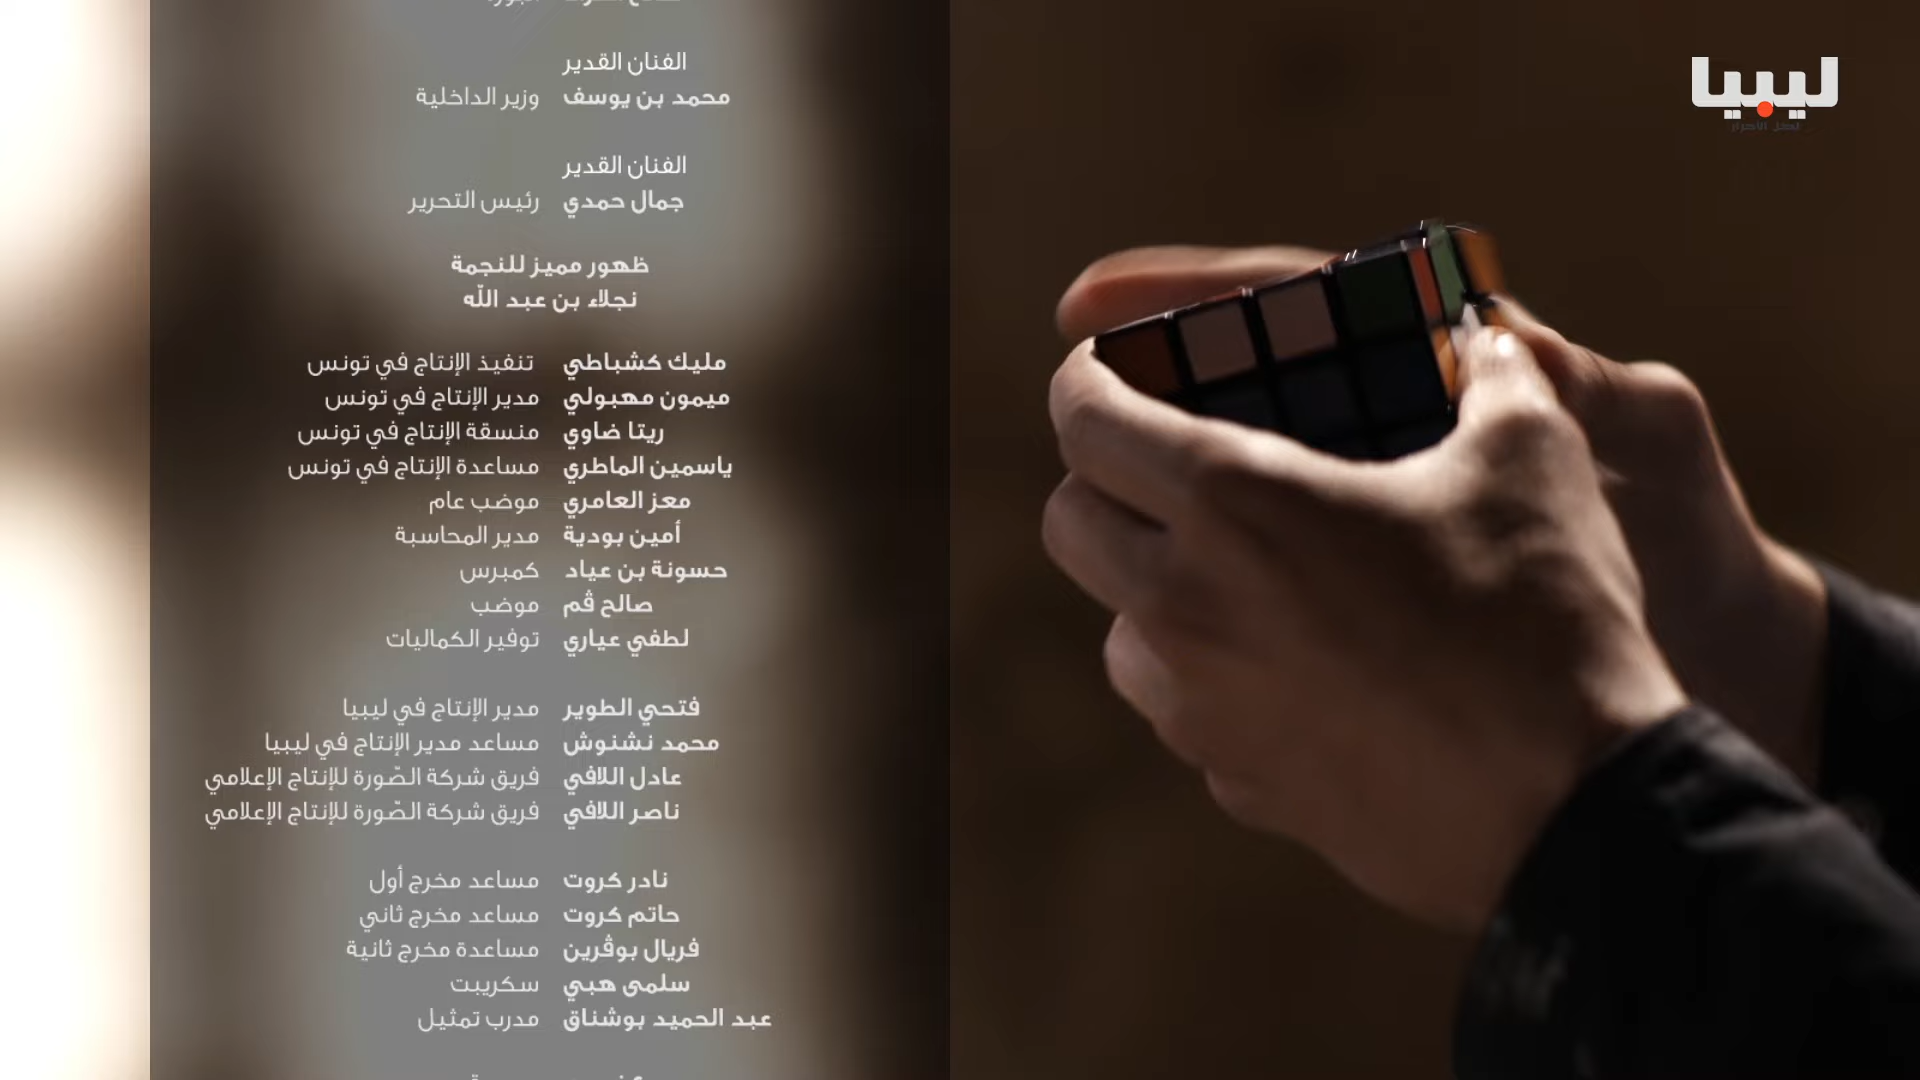 الفنان القدير
محمد بن يوسف وزير الداخلية
الفنان القدير
جمال حمدي رئيس التحرير
ظهور مميز للنجمة
نجلاء بن عبد اللّه
مليك كشباطي تنفيذ الإنتاج في تونس
ميمون مهبولي مدير الإنتاج في تونس
ريتا ضاوي منسقة الإنتاج في تونس
ياسمين الماطري مساعدة الإنتاج في تونس
معز العامري موضب عام
أمين بودية مدير المحاسبة
حسونة بن عياد كمبرس
صالح ڨم موضب
لطفي عياري توفير الكماليات
فتحي الطوير مدير الإنتاج في ليبيا
محمد نشنوش مساعد مدير الإنتاج في ليبيا
عادل اللافي فريق شركة الصّورة للإنتاج الإعلامي
ناصر اللافي فريق شركة الصّورة للإنتاج الإعلامي
نادر كروت مساعد مخرج أول
حاتم كروت مساعد مخرج ثاني
فريال بوڨرين مساعدة مخرج ثانية
سلمى هبي سكريبت
عبد الحميد بوشناق مدرب تمثيل
ليبيا
لكل الأحرار